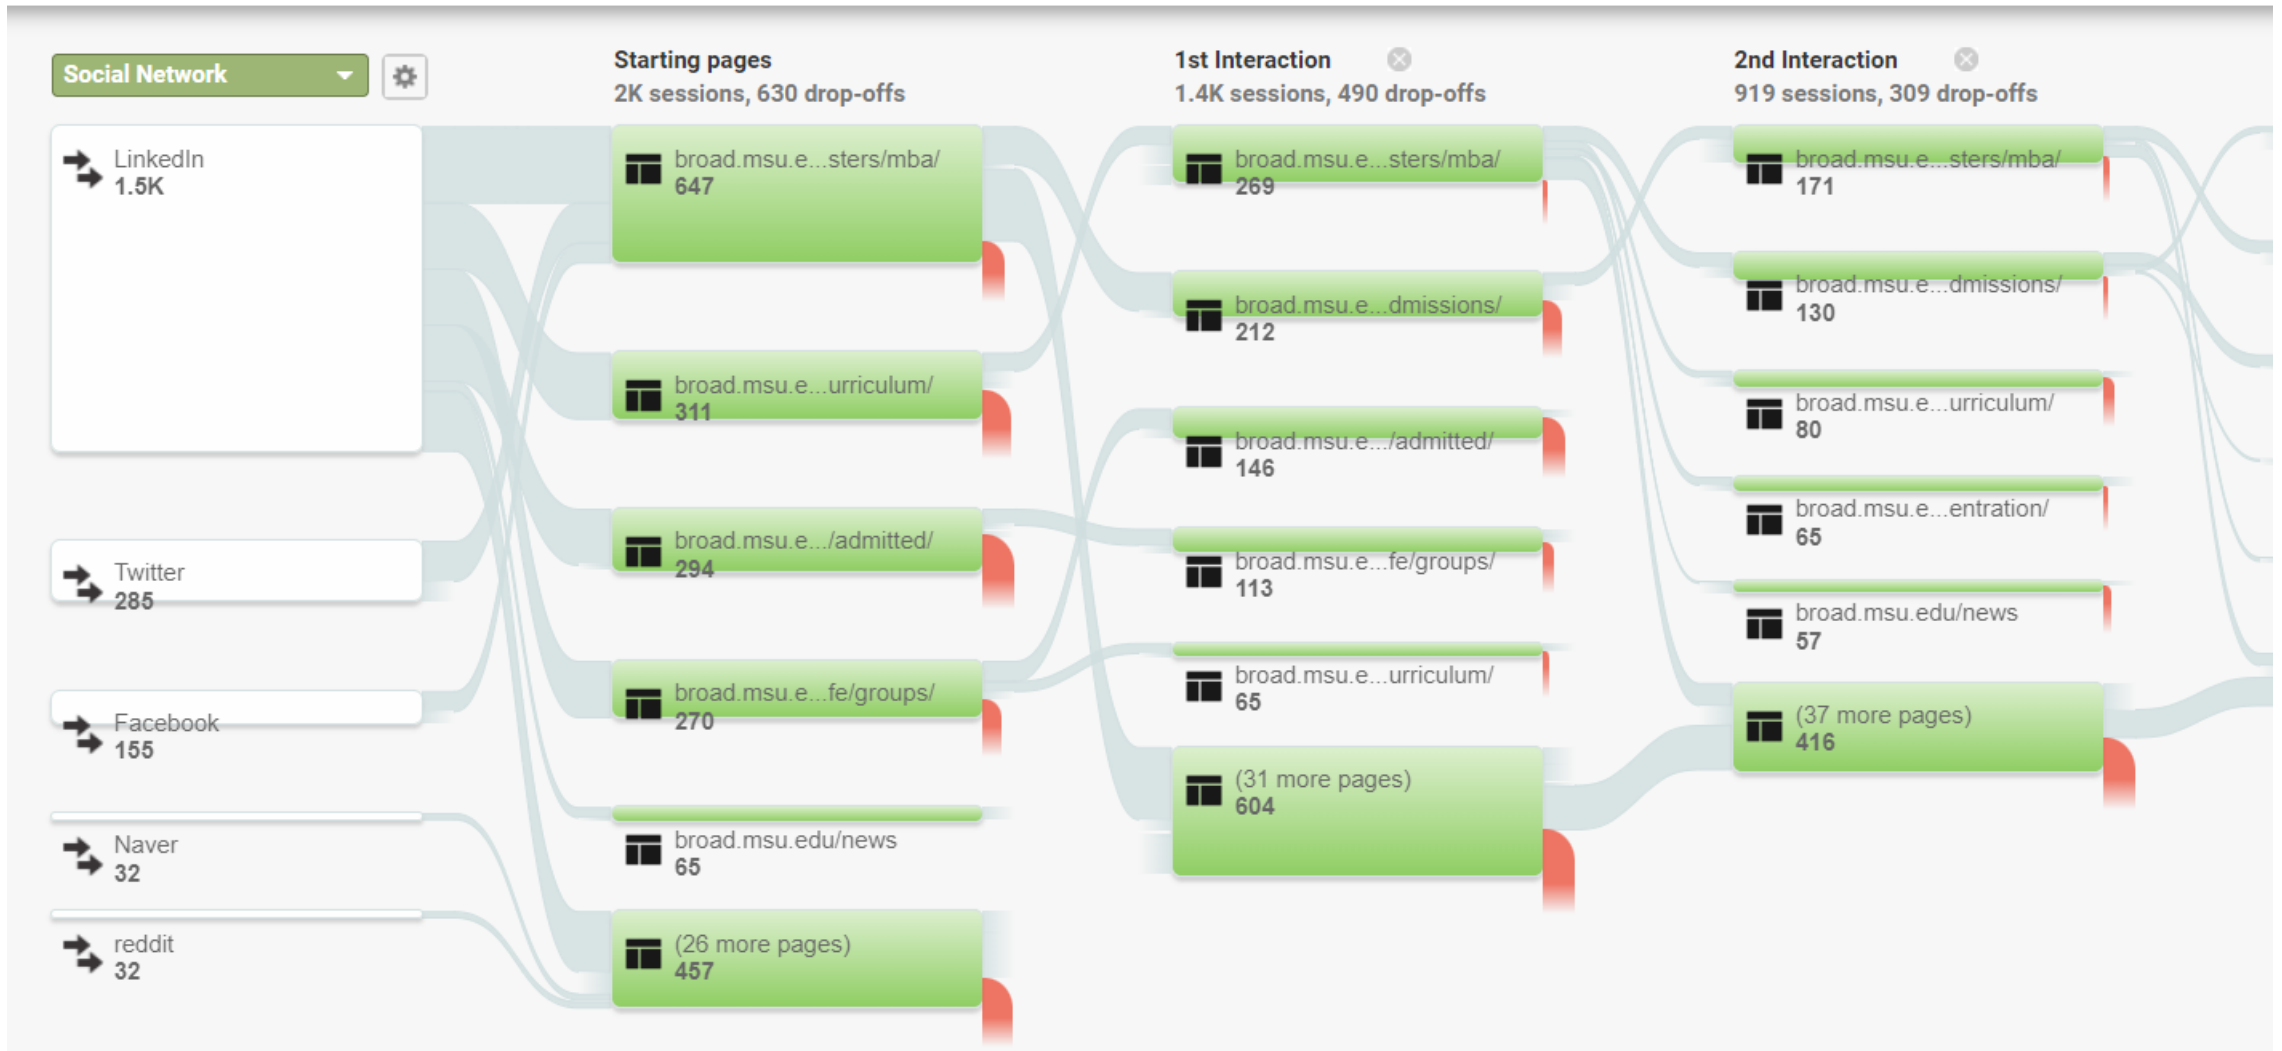 Social Network
LinkedIn
1.5K
Twitter
285
Facebook
155
Naver
32
reddit
32
Starting pages
2K sessions, 630 drop-offs
broad.msu.e...sters/mba/
647
broad.msu.e...urriculum/
311
broad.msu.e.../admitted/
294
broad.msu.e...fe/groups/
270
broad.msu.edu/news
65
(26 more pages)
457
1st Interaction
1.4K sessions, 490 drop-offs
broad.msu.e...sters/mba/
269
broad.msu.e...dmissions/
212
broad.msu.e.../admitted/
146
broad.msu.e...fe/groups/
113
broad.msu.e...urriculum/
65
(31 more pages)
604
2nd Interaction
919 sessions, 309 drop-offs
broad.msu.e...sters/mba/
171
broad.msu.e...dmissions/
130
broad.msu.e...urriculum/
80
broad.msu.e...entration/
65
broad.msu.edu/news
57
(37 more pages)
416